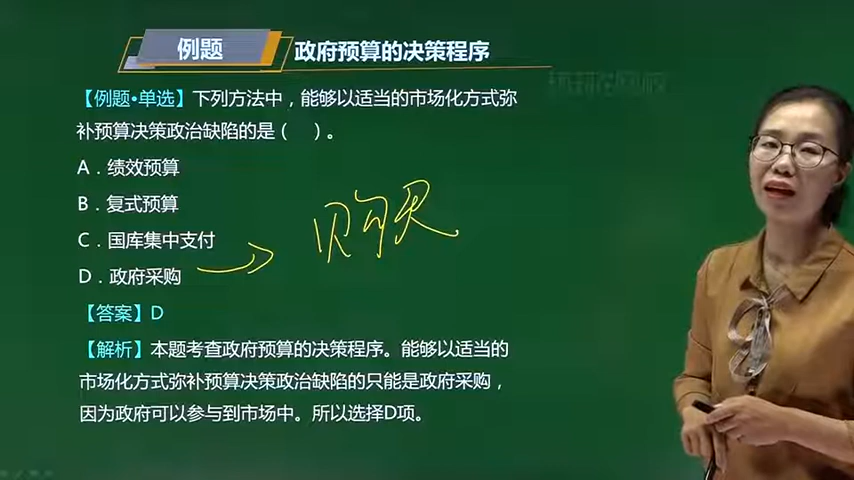 例题
政府预算的决策程序
【例题•单选】下列方法中，能够以适当的市场化方式弥
补预算决策政治缺陷的是（ ）。
A．绩效预算
B．复式预算
C．国库集中支付
D．政府采购
购买
【答案】D
【解析】本题考查政府预算的决策程序。能够以适当的
市场化方式弥补预算决策政治缺陷的只能是政府采购，
因为政府可以参与到市场中。所以选择D项。